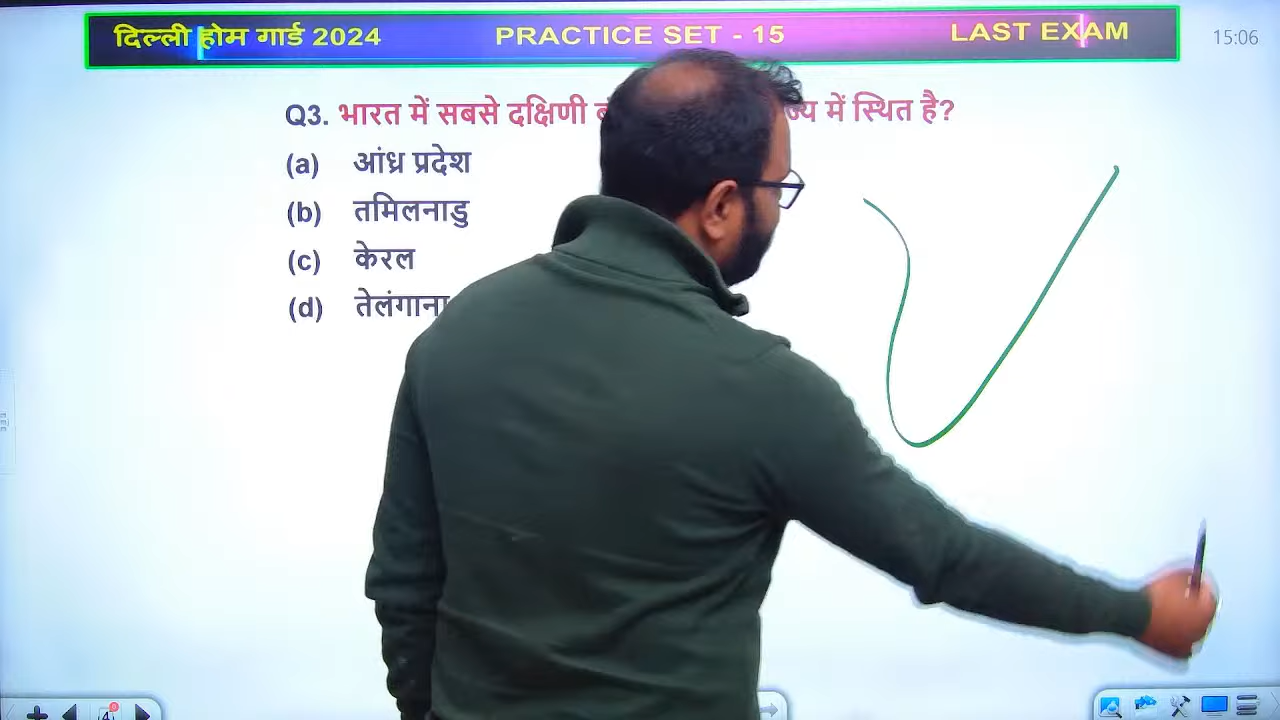 दिल्ली होम गार्ड 2024 PRACTICE SET - 15 LAST EXAM
15:06
Q3. भारत में सबसे दक्षिणी में स्थित है?
(a) आंध्र प्रदेश
(b) तमिलनाडु
(c) केरल
(d) तेलंगाना